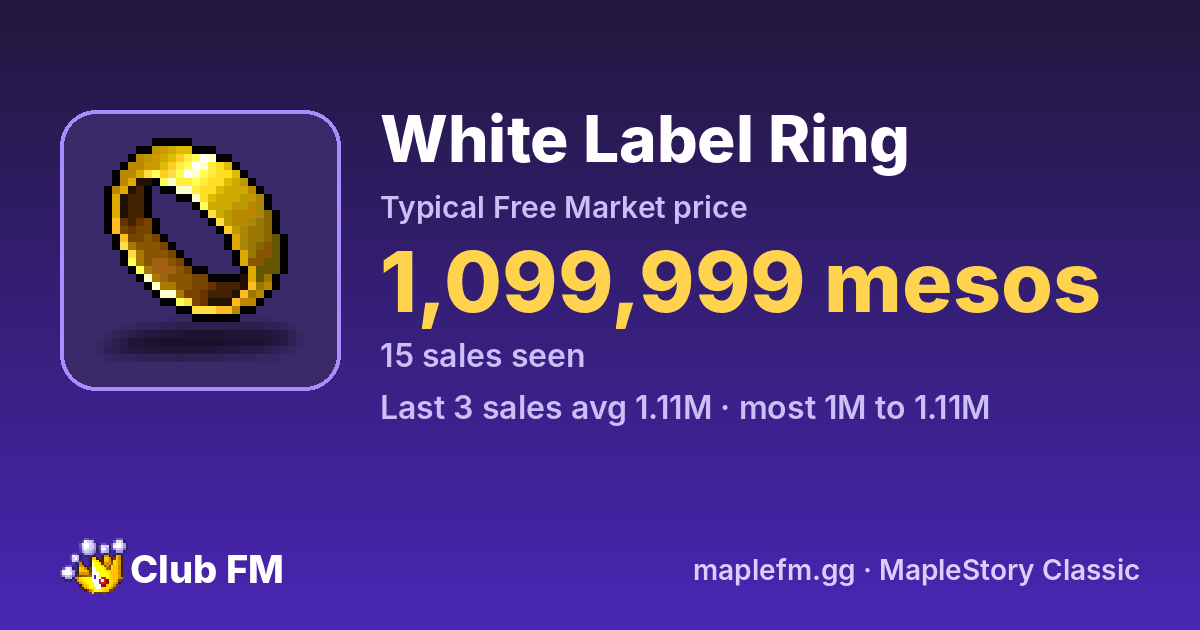 White Label Ring
Typical Free Market price
1,099,999 mesos
15 sales seen
Last 3 sales avg 1.11M · most 1M to 1.11M
Club FM
maplefm.gg · MapleStory Classic